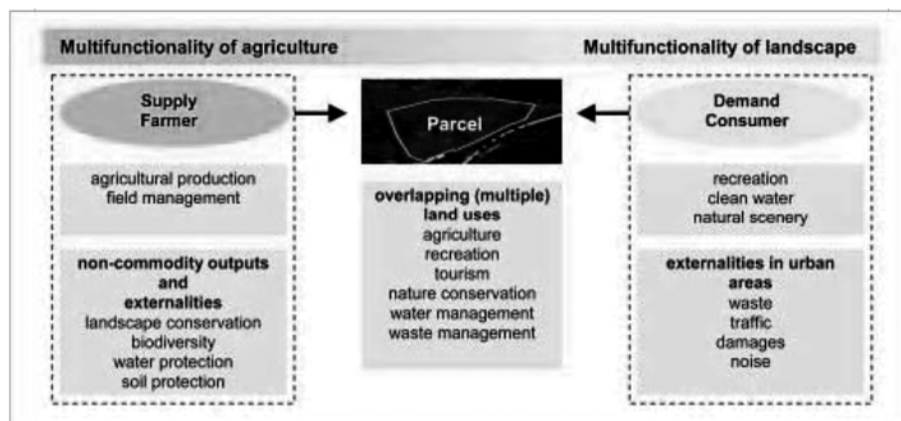 Multifunctionality of agriculture
Multifunctionality of landscape
Supply
Farmer
agricultural production
field management
non-commodity outputs
and
externalities
landscape conservation
biodiversity
water protection
soil protection
Parcel
overlapping (multiple)
land uses
agriculture
recreation
tourism
nature conservation
water management
waste management
Demand
Consumer
recreation
clean water
natural scenery
externalities in urban
areas
waste
traffic
damages
noise